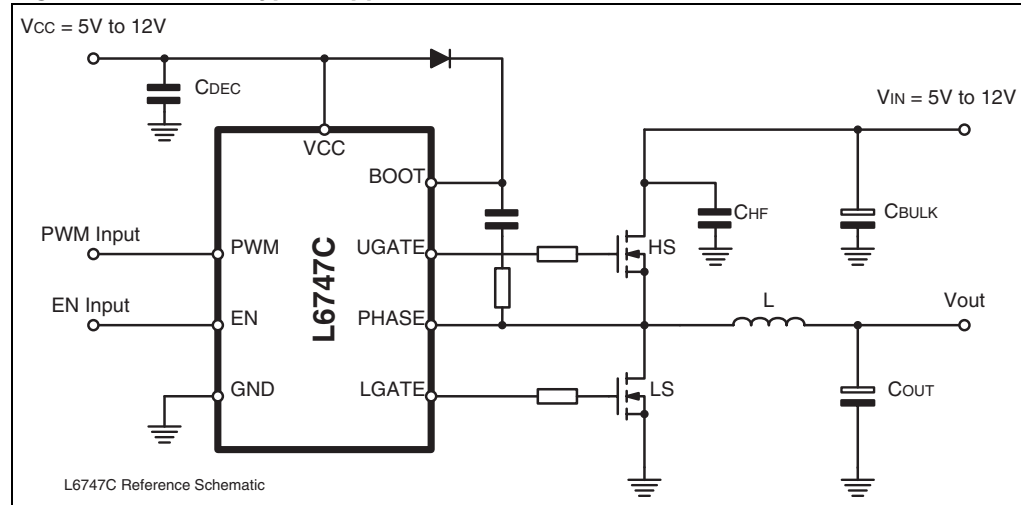 VCC = 5V to 12V
CDEC
VIN = 5V to 12V
VCC
BOOT
CHF
CBULK
PWM Input
PWM
UGATE
HS
L6747C
EN Input
EN
PHASE
L
Vout
GND
LGATE
LS
COUT
L6747C Reference Schematic